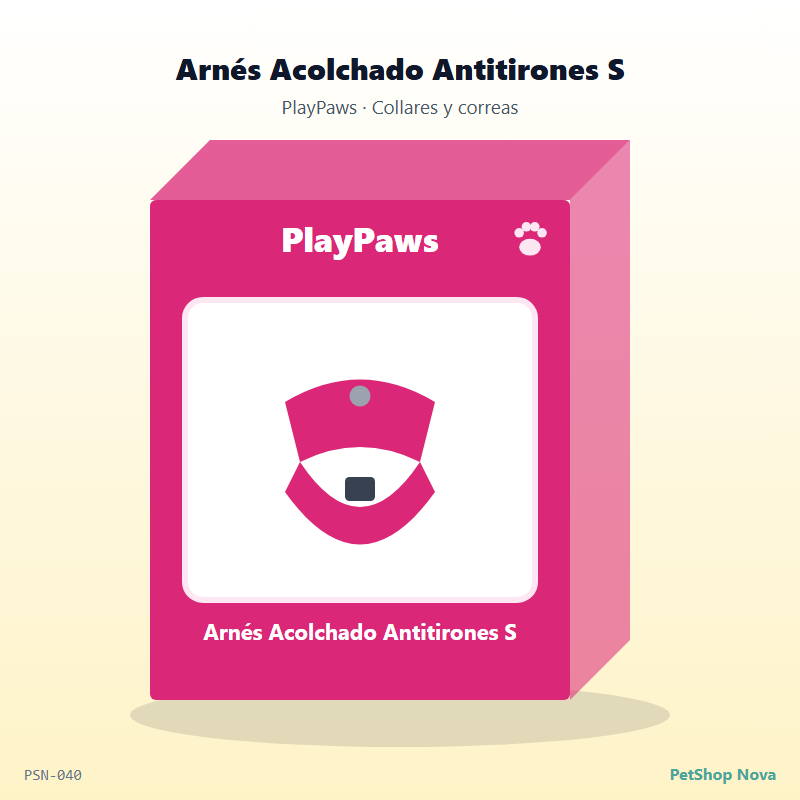 Arnés Acolchado Antitirones S
PlayPaws · Collares y correas
PlayPaws
Arnés Acolchado Antitirones S
PSN-040
PetShop Nova